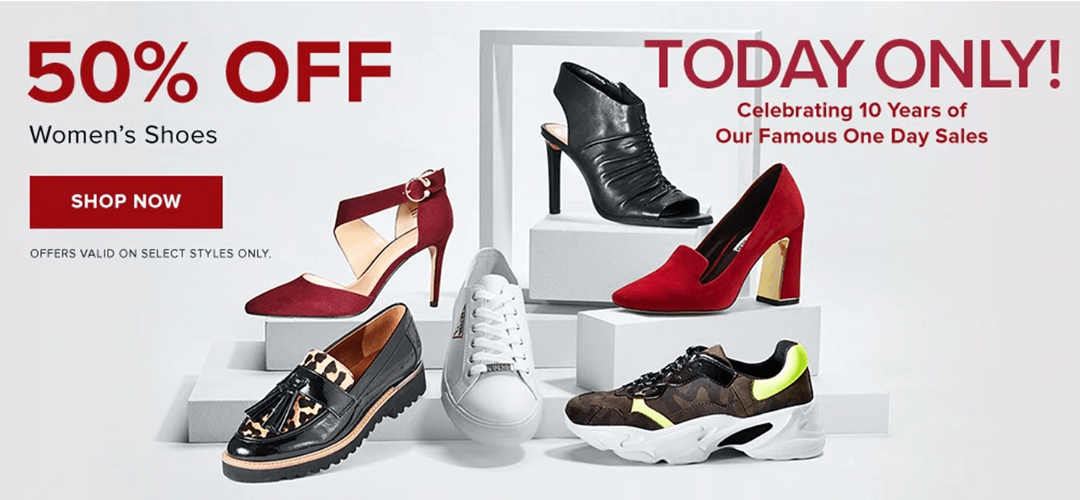 50% OFF
Women's Shoes
SHOP NOW
OFFERS VALID ON SELECT STYLES ONLY.
TODAY ONLY!
Celebrating 10 Years of
Our Famous One Day Sales